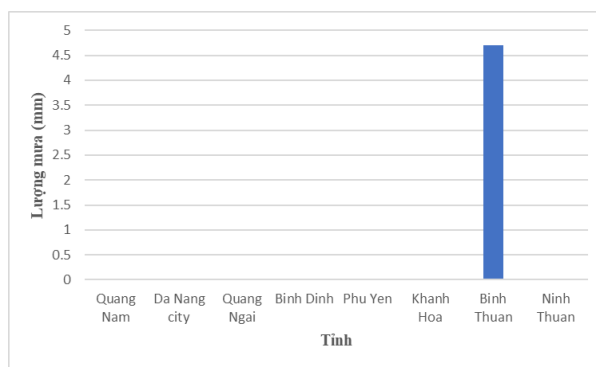 Lượng mưa (mm)
5
4.5
4
3.5
3
2.5
2
1.5
1
0.5
0
Quang Nam
Da Nang city
Quang Ngai
Binh Dinh
Phu Yen
Khanh Hoa
Binh Thuan
Ninh Thuan
Tỉnh